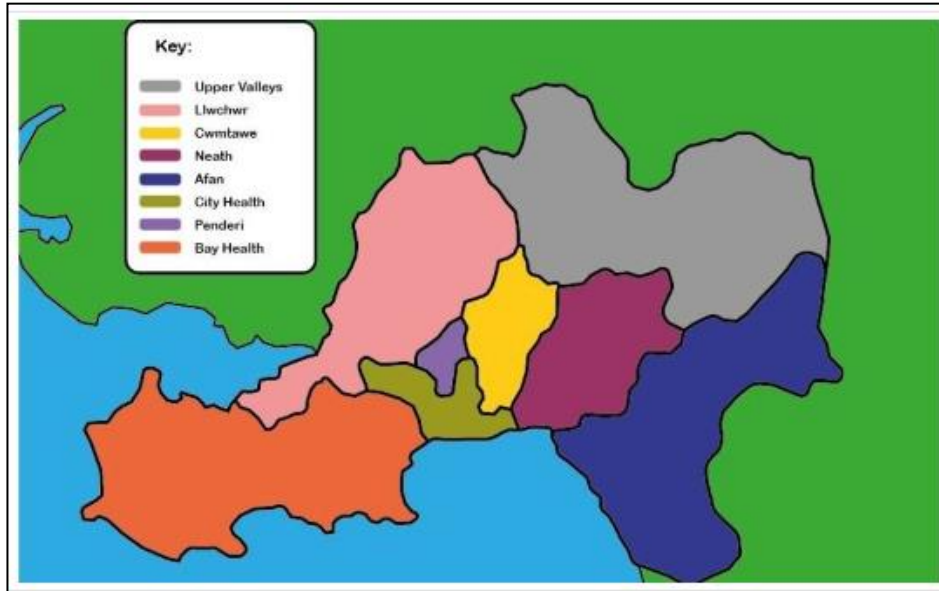 Key:
Upper Valleys
Llwchwr
Cwmtawe
Neath
Afan
City Health
Penderi
Bay Health